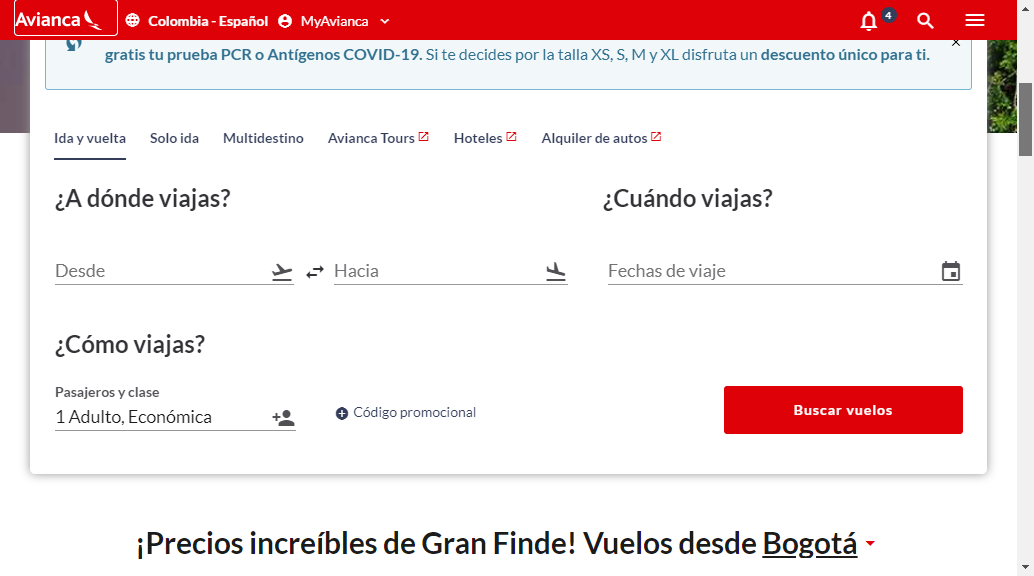 Avianca Colombia - Español MyAvianca 4
gratis tu prueba PCR o Antígenos COVID-19. Si te decides por la talla XS, S, M y XL disfruta un descuento único para ti.
Ida y vuelta Solo ida Multidestino Avianca Tours Hoteles Alquiler de autos
¿A dónde viajas? ¿Cuándo viajas?
Desde Hacia Fechas de viaje
¿Cómo viajas?
Pasajeros y clase
1 Adulto, Económica Código promocional Buscar vuelos
¡Precios increíbles de Gran Finde! Vuelos desde Bogotá